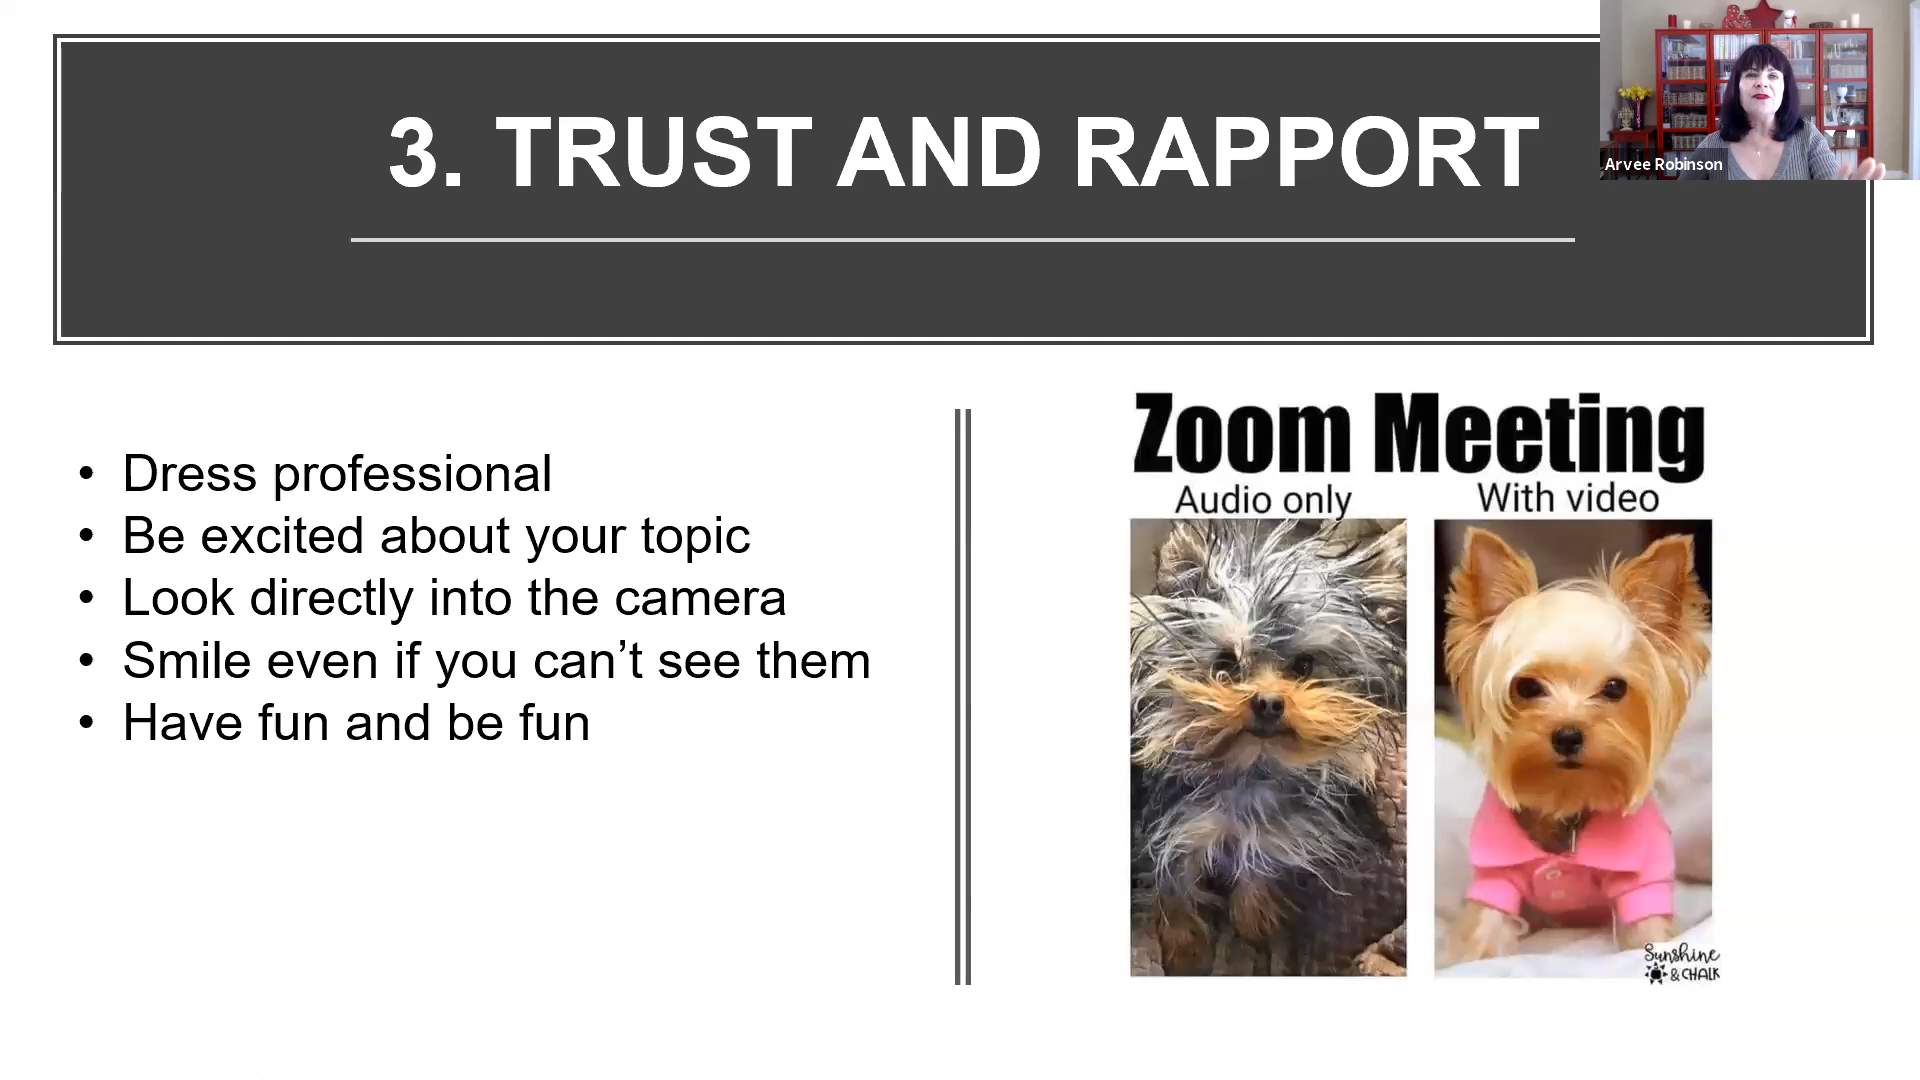 3. TRUST AND RAPPORT
Arvee Robinson
• Dress professional
• Be excited about your topic
• Look directly into the camera
• Smile even if you can’t see them
• Have fun and be fun
Zoom Meeting
Audio only
With video
Sunshine
& CHALK